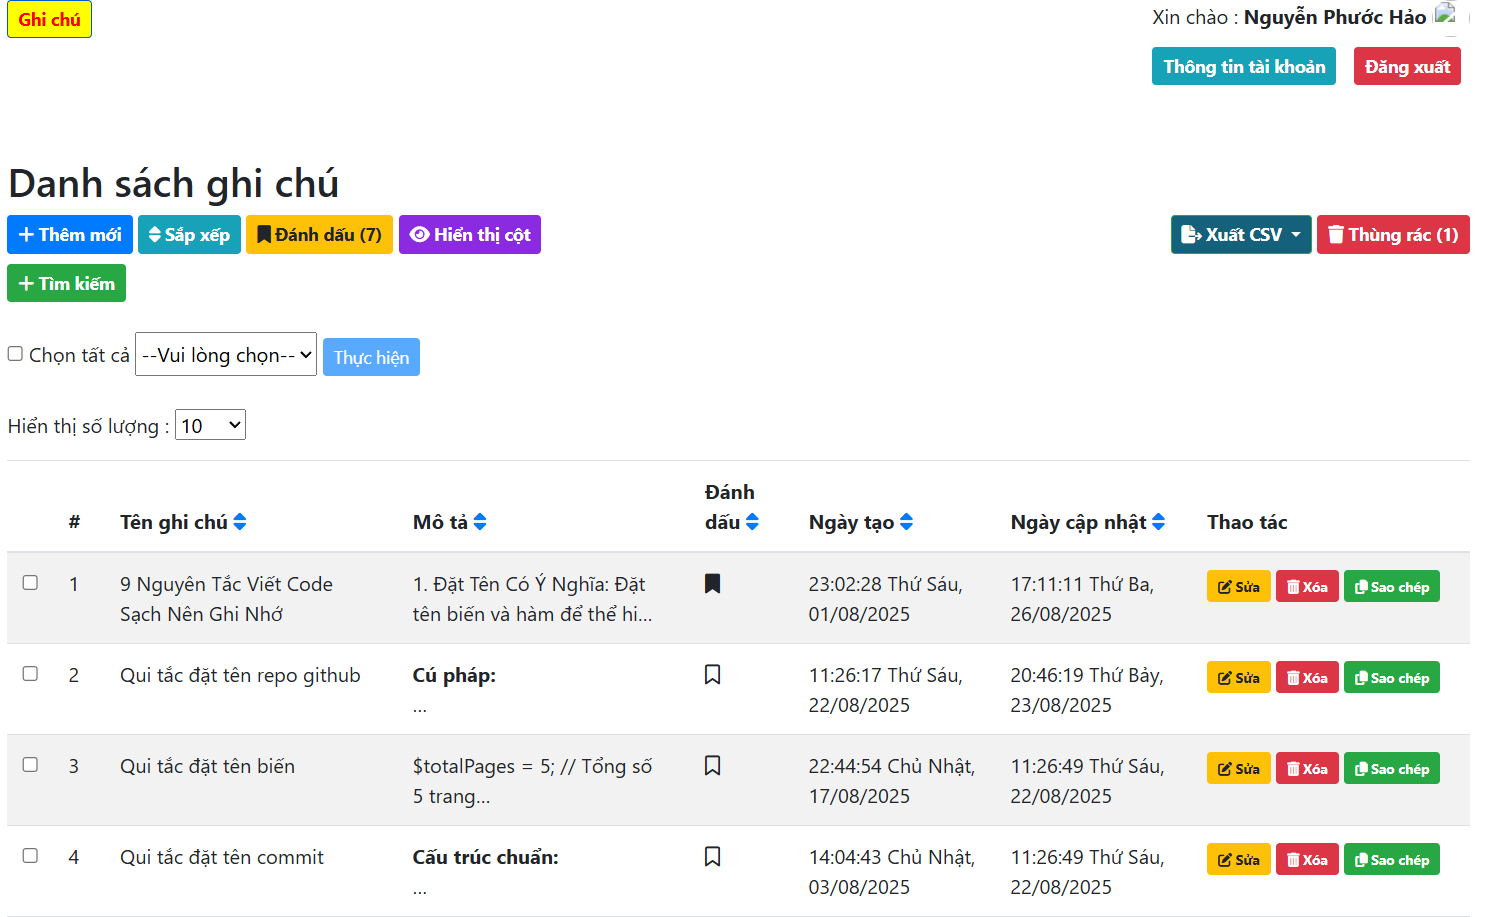 Ghi chú
Xin chào : Nguyễn Phước Hảo
Thông tin tài khoản Đăng xuất
Danh sách ghi chú
Thêm mới Sắp xếp Đánh dấu (7) Hiển thị cột Xuất CSV Thùng rác (1)
Tìm kiếm
Chọn tất cả --Vui lòng chọn-- Thực hiện
Hiển thị số lượng : 10
Đánh
# Tên ghi chú Mô tả dấu Ngày tạo Ngày cập nhật Thao tác
1 9 Nguyên Tắc Viết Code 1. Đặt Tên Có Ý Nghĩa: Đặt 23:02:28 Thứ Sáu, 17:11:11 Thứ Ba, Sửa Xóa Sao chép
Sạch Nên Ghi Nhớ tên biến và hàm để thể hi... 01/08/2025 26/08/2025
2 Qui tắc đặt tên repo github Cú pháp: 11:26:17 Thứ Sáu, 20:46:19 Thứ Bảy, Sửa Xóa Sao chép
... 22/08/2025 23/08/2025
3 Qui tắc đặt tên biến $totalPages = 5; // Tổng số 22:44:54 Chủ Nhật, 11:26:49 Thứ Sáu, Sửa Xóa Sao chép
5 trang... 17/08/2025 22/08/2025
4 Qui tắc đặt tên commit Cấu trúc chuẩn: 14:04:43 Chủ Nhật, 11:26:49 Thứ Sáu, Sửa Xóa Sao chép
... 03/08/2025 22/08/2025